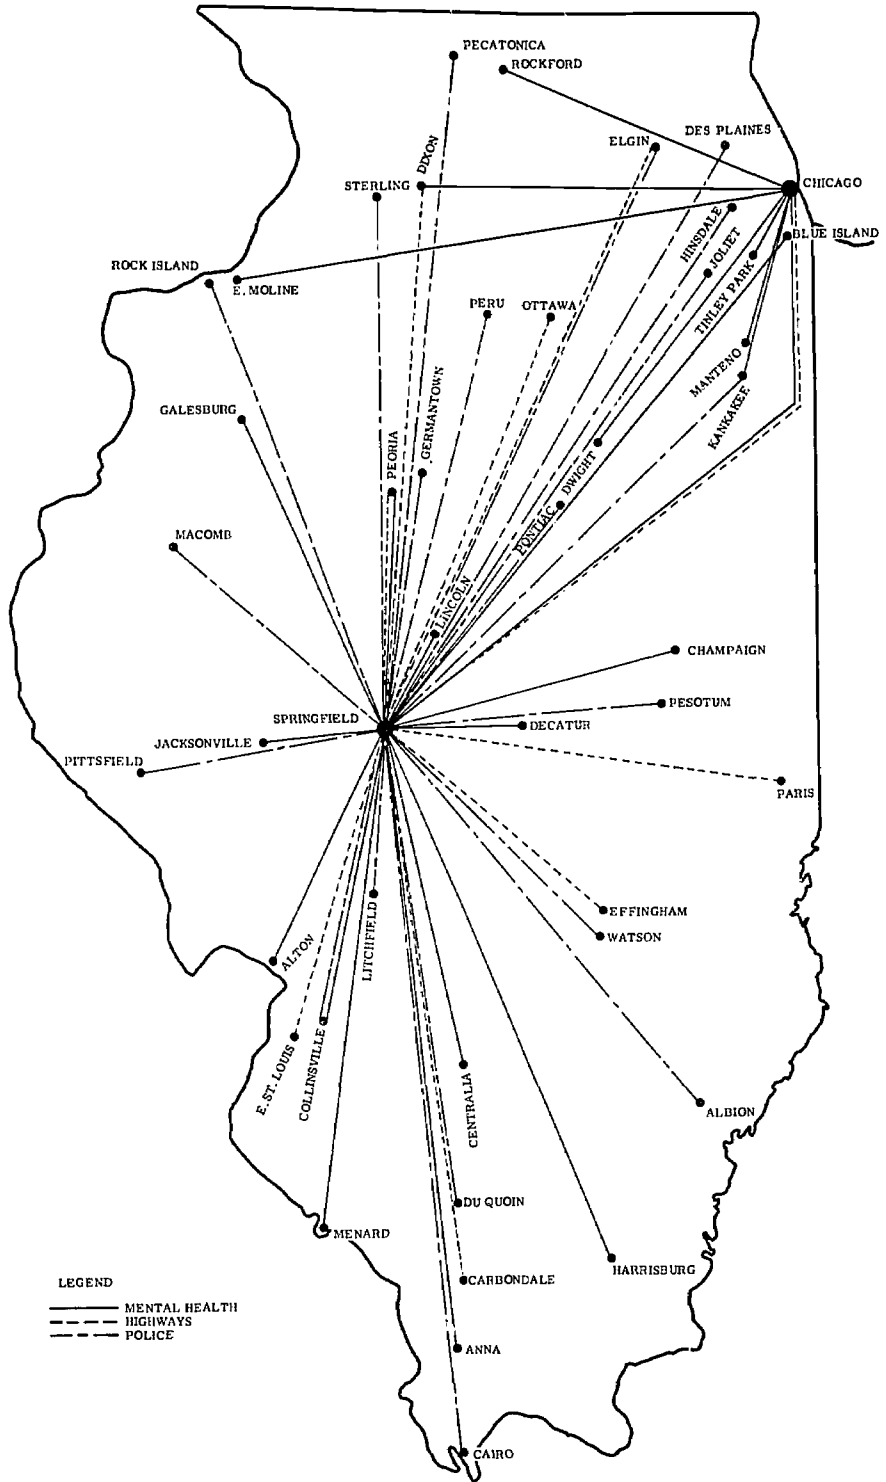 PECATONICA
ROCKFORD
ELGIN
DES PLAINES
DIXON
STERLING
CHICAGO
HINSDALE
JOLIET
BLUE ISLAND
TINLEY PARK
ROCK ISLAND
E. MOLINE
PERU
OTTAWA
MANTENO
KANKAKEE
GALESBURG
GERMANTOWN
PEORIA
DWIGHT
PONTIAC
MACOMB
LINCOLN
CHAMPAIGN
PESOTUM
SPRINGFIELD
DECATUR
JACKSONVILLE
PITTSFIELD
PARIS
EFFINGHAM
WATSON
LITCHFIELD
ALTON
E. ST. LOUIS
COLLINSVILLE
CENTRALIA
ALBION
DU QUOIN
MENARD
HARRISBURG
CARBONDALE
LEGEND
MENTAL HEALTH
HIGHWAYS
POLICE
ANNA
CAIRO